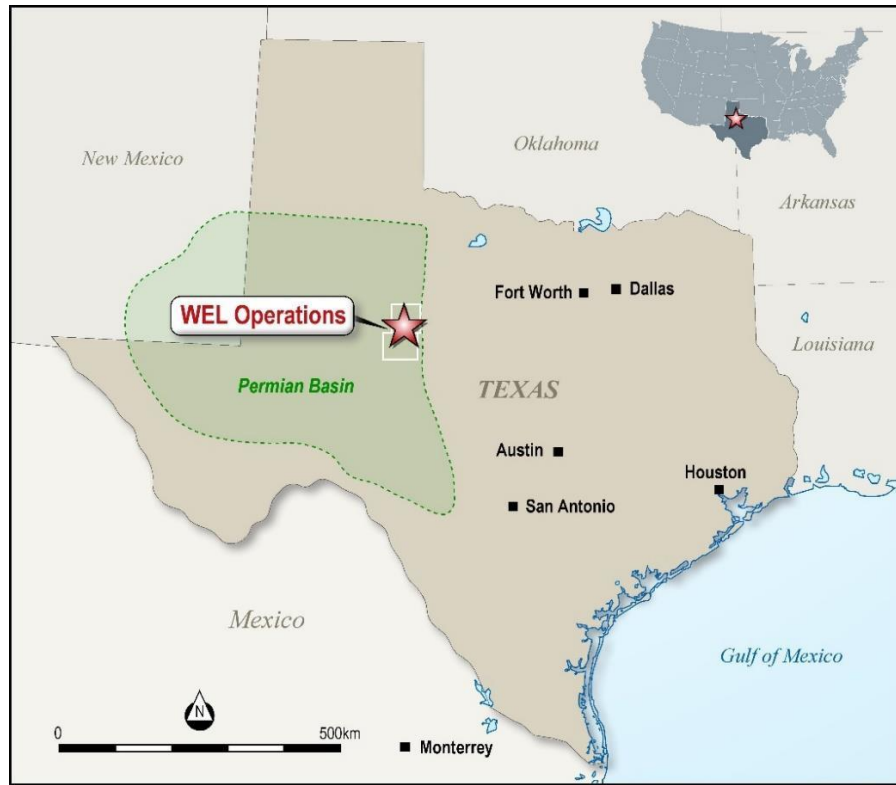 New Mexico
Oklahoma
Arkansas
Fort Worth
Dallas
WEL Operations
Louisiana
Permian Basin
TEXAS
Austin
Houston
San Antonio
Mexico
Gulf of Mexico
N
0
500km
Monterrey